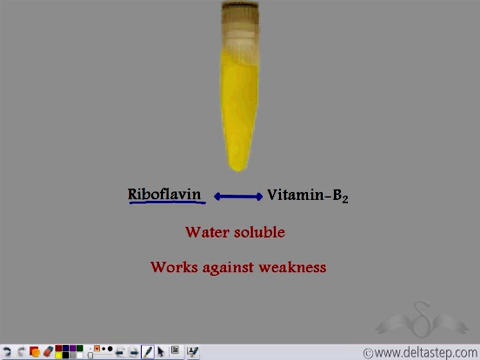 Riboflavin Vitamin-B₂
Water soluble
Works against weakness
© www.deltastep.com